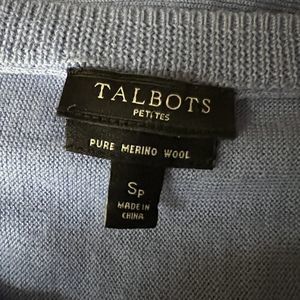 TALBOTS
PETITES
PURE MERINO WOOL
SP
MADE IN
CHINA